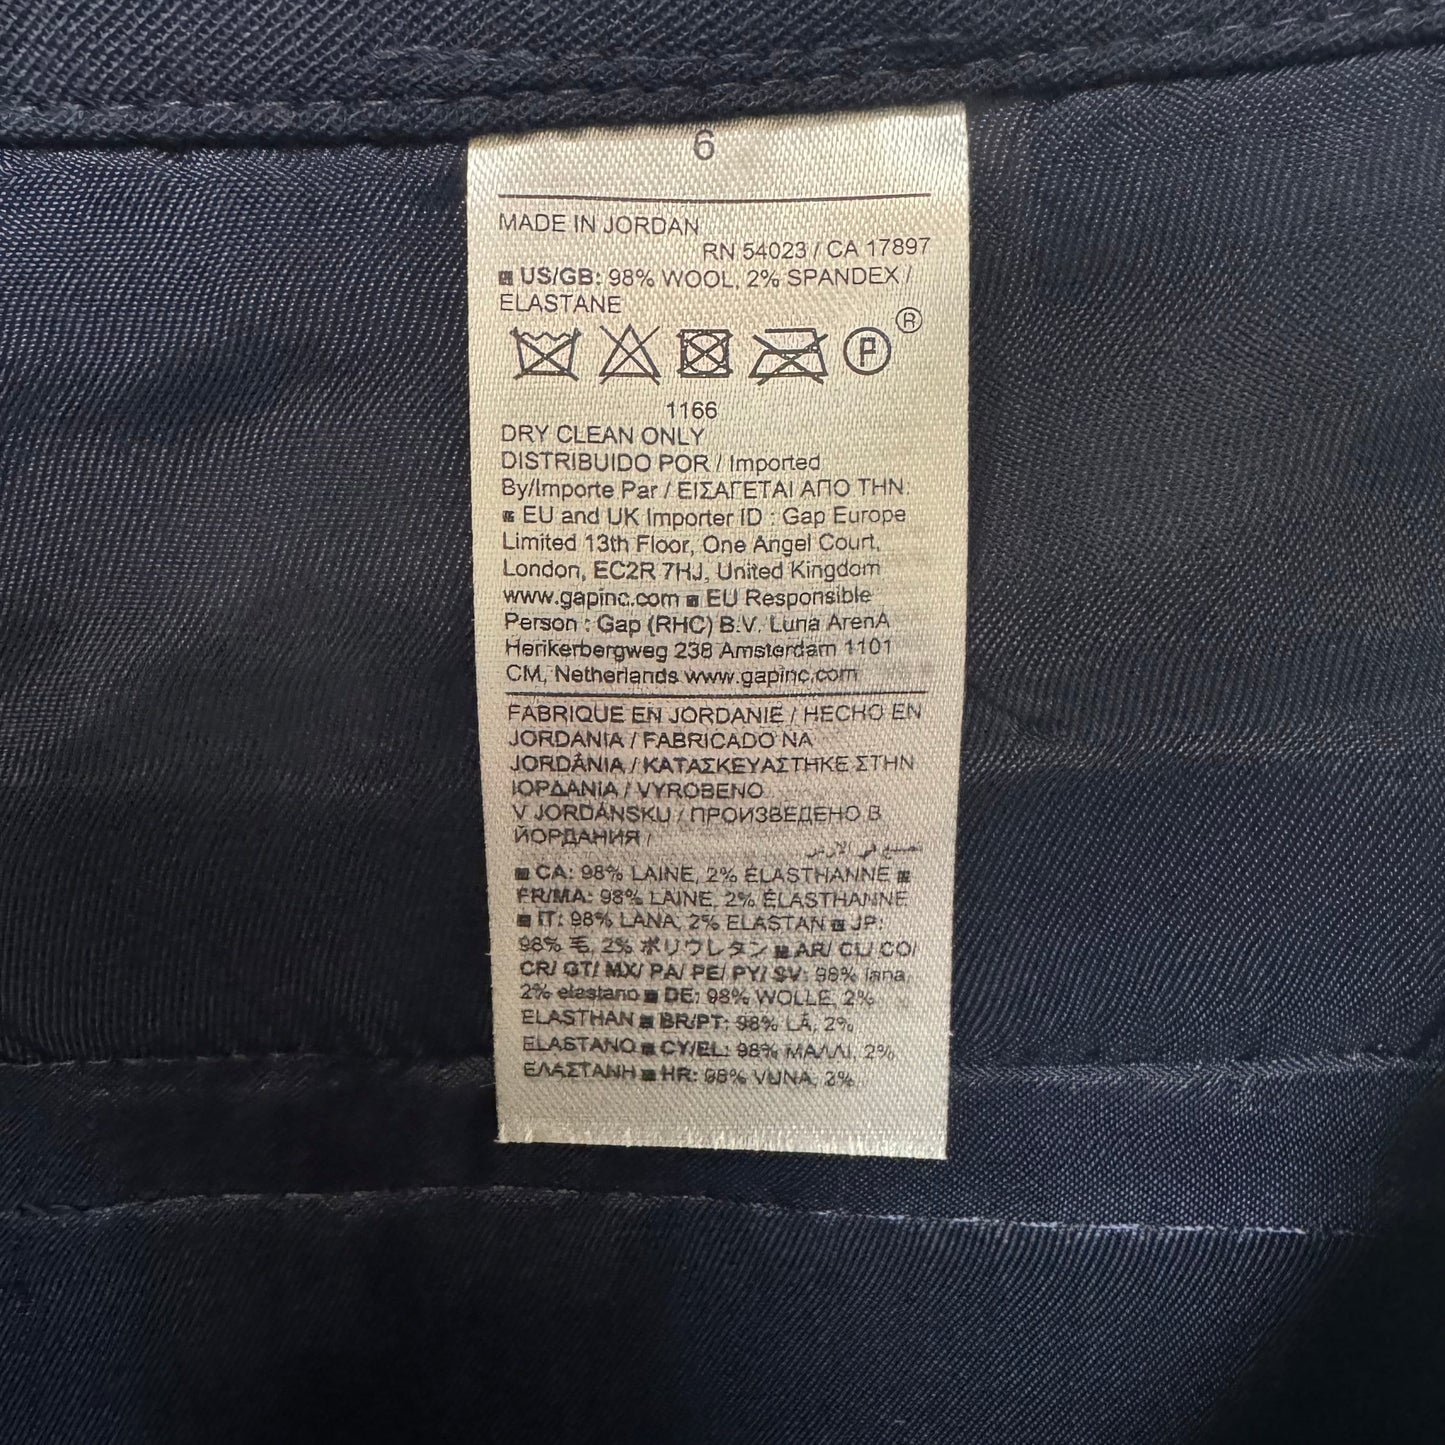 6
MADE IN JORDAN
RN 54023 / CA 17897
US/GB: 98% WOOL, 2% SPANDEX /
ELASTANE
®
P
1166
DRY CLEAN ONLY
DISTRIBUIDO POR / Imported
By/Importe Par / ΕΙΣΑΓΕΤΑΙ ΑΠΟ ΤΗΝ:
EU and UK Importer ID : Gap Europe
Limited 13th Floor, One Angel Court,
London, EC2R 7HJ, United Kingdom
www.gapinc.com EU Responsible
Person : Gap (RHC) B.V. Luna ArenA
Herikerbergweg 238 Amsterdam 1101
CM, Netherlands www.gapinc.com
FABRIQUE EN JORDANIE / HECHO EN
JORDANIA / FABRICADO NA
JORDÂNIA / ΚΑΤΑΣΚΕΥΑΣΤΗΚΕ ΣΤΗΝ
ΙΟΡΔΑΝΙΑ / VYROBENO
V JORDÁNSKU / ПРОИЗВЕДЕНО В
ЙОРДАНИЯ /
صنع في الأردن
CA: 98% LAINE, 2% ÉLASTHANNE
FR/MA: 98% LAINE, 2% ÉLASTHANNE
IT: 98% LANA, 2% ELASTAN JP:
98% 毛, 2% ポリウレタン AR/ CL/ CO/
CR/ GT/ MX/ PA/ PE/ PY/ SV: 98% lana,
2% elastano DE: 98% WOLLE, 2%
ELASTHAN BR/PT: 98% LÃ, 2%
ELASTANO CY/EL: 98% ΜΑΛΛΙ, 2%
ΕΛΑΣΤΑΝΗ HR: 98% VUNA, 2%